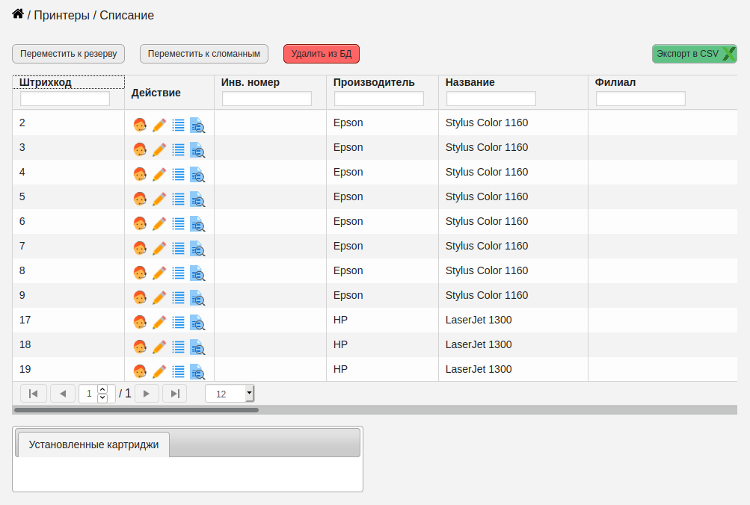 / Принтеры / Списание
Переместить к резерву Переместить к сломанным Удалить из БД Экспорт в CSV
Штрихкод Действие Инв. номер Производитель Название Филиал
2 Epson Stylus Color 1160
3 Epson Stylus Color 1160
4 Epson Stylus Color 1160
5 Epson Stylus Color 1160
6 Epson Stylus Color 1160
7 Epson Stylus Color 1160
8 Epson Stylus Color 1160
9 Epson Stylus Color 1160
17 HP LaserJet 1300
18 HP LaserJet 1300
19 HP LaserJet 1300
1 / 1 12
Установленные картриджи